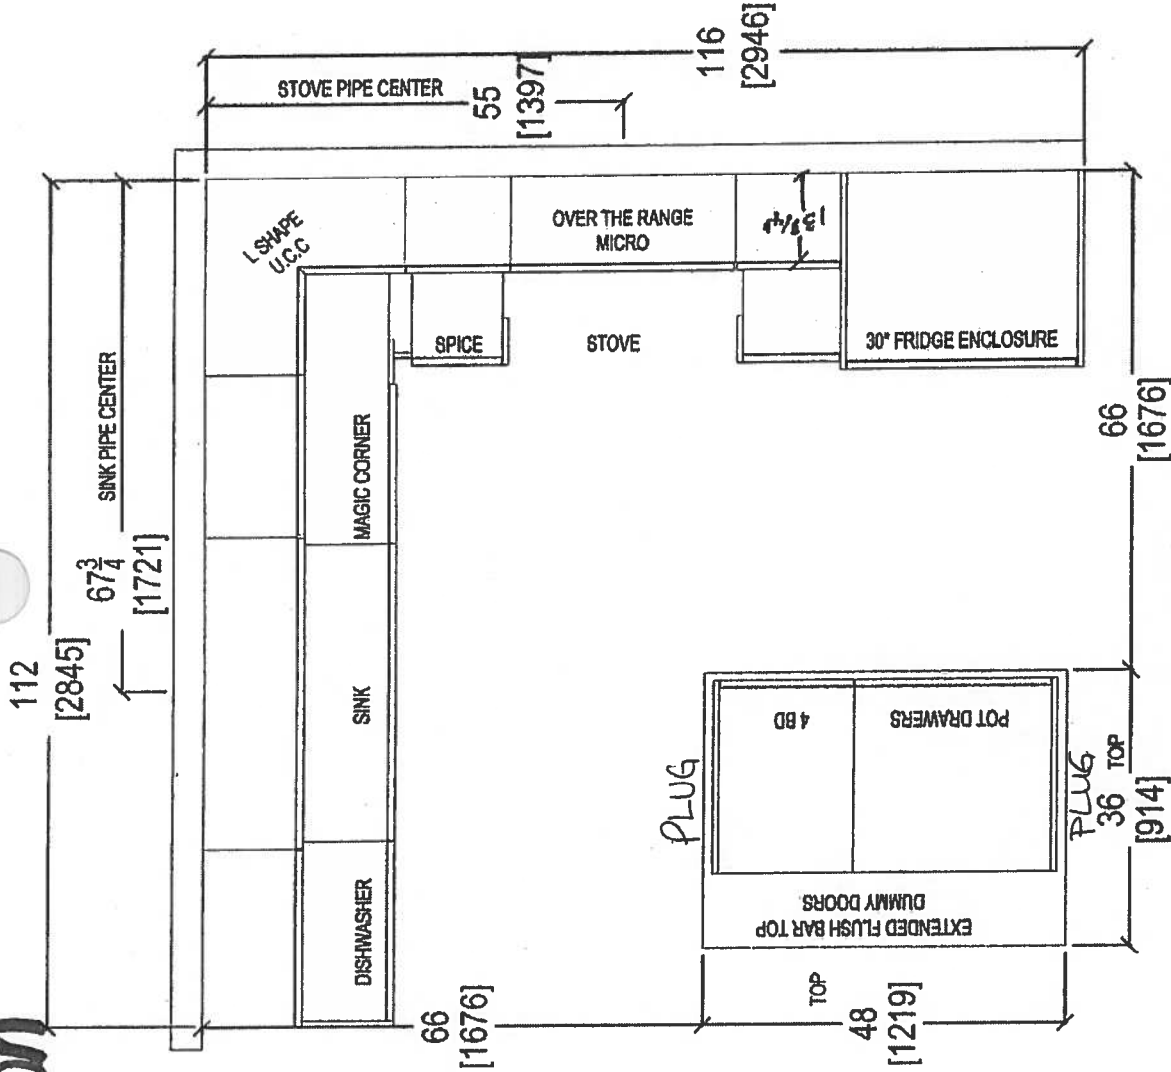 116
[2946]
STOVE PIPE CENTER
55
[1397]
L SHAPE
U.C.C
OVER THE RANGE
MICRO
13 3/4"
SINK PIPE CENTER
67 3/4
[1721]
112
[2845]
SPICE
STOVE
30" FRIDGE ENCLOSURE
MAGIC CORNER
SINK
DISHWASHER
66
[1676]
66
[1676]
PLUG
4 BD
POT DRAWERS
EXTENDED FLUSH BAR TOP
DUMMY DOORS
PLUG
36 TOP
[914]
TOP
48
[1219]